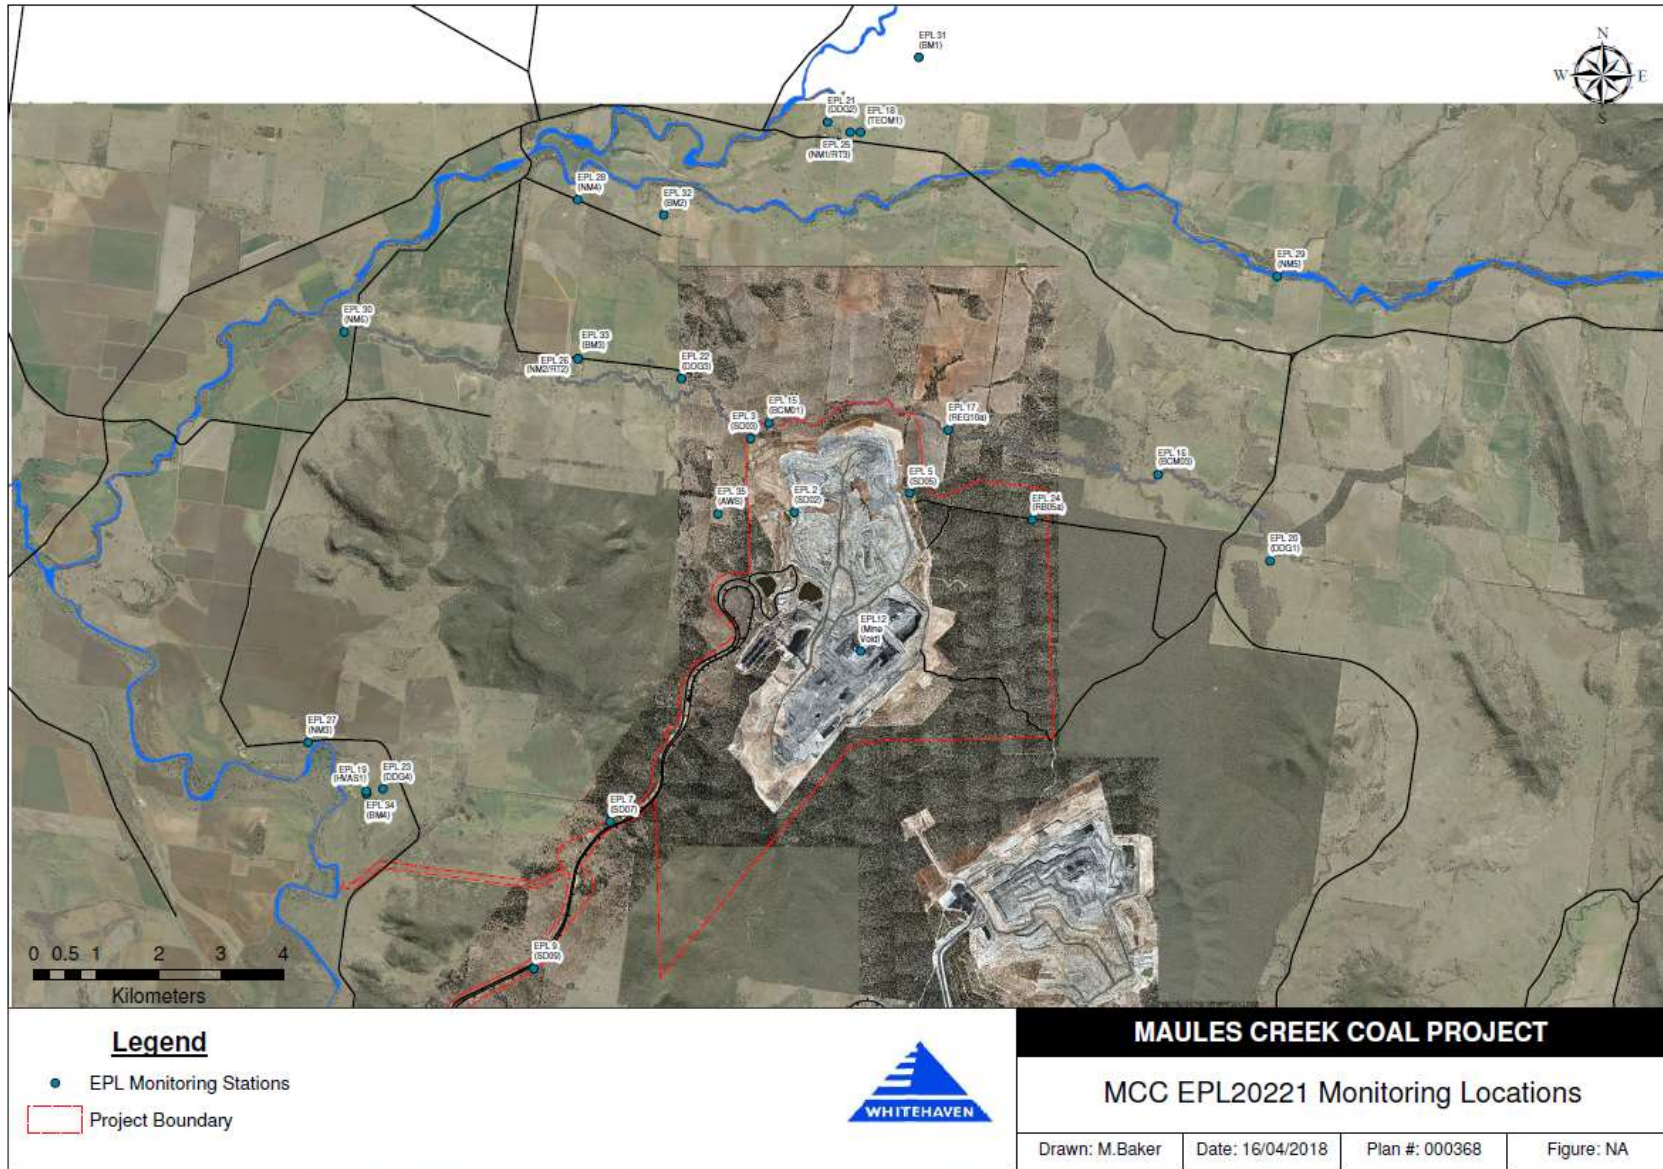 EPL 31
(BM1)
N
W
E
S
EPL 21
(DDG2)
EPL 18
(TEOM1)
EPL 25
(NM1/RT3)
EPL 28
(NM4)
EPL 32
(BM2)
EPL 29
(NM5)
EPL 30
(NM6)
EPL 33
(BM3)
EPL 26
(NM2/RT2)
EPL 22
(DDG3)
EPL 15
(BCM01)
EPL 3
(SD03)
EPL 17
(REG10a)
EPL 16
(BCM03)
EPL 5
(SD05)
EPL 35
(AWS)
EPL 2
(SD02)
EPL 24
(RB05a)
EPL 20
(DDG1)
EPL12
(Mine
Void)
EPL 27
(NM3)
EPL 19
(HVAS1)
EPL 23
(DDG4)
EPL 34
(BM4)
EPL 7
(SD07)
EPL 9
(SD09)
0 0.5 1 2 3 4
Kilometers
Legend
EPL Monitoring Stations
Project Boundary
WHITEHAVEN
MAULES CREEK COAL PROJECT
MCC EPL20221 Monitoring Locations
Drawn: M.Baker
Date: 16/04/2018
Plan #: 000368
Figure: NA